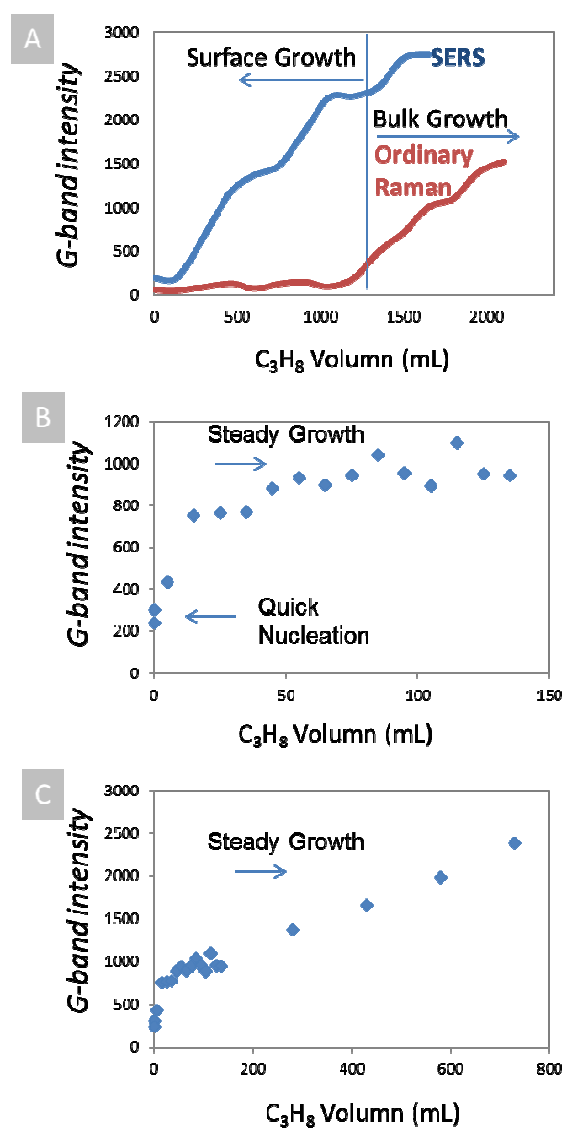 A
3000
2500
2000
1500
1000
500
0
G-band intensity
Surface Growth
SERS
Bulk Growth
Ordinary
Raman
0 500 1000 1500 2000
C₃H₈ Volumn (mL)
B
1200
1000
800
600
400
200
0
G-band intensity
Steady Growth
Quick
Nucleation
0 50 100 150
C₃H₈ Volumn (mL)
C
3000
2500
2000
1500
1000
500
0
G-band intensity
Steady Growth
0 200 400 600 800
C₃H₈ Volumn (mL)